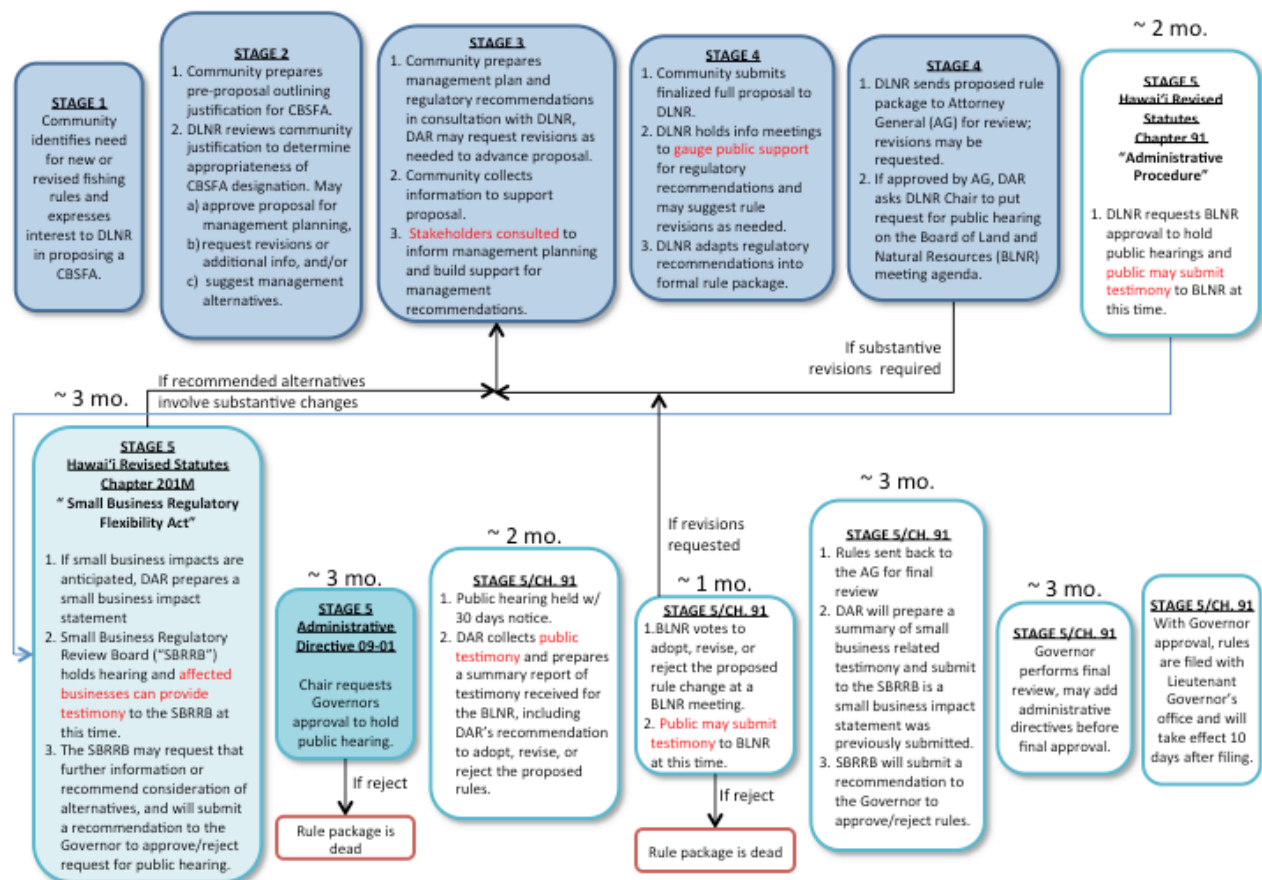 STAGE 1
Community
identifies need
for new or
revised fishing
rules and
expresses
interest to DLNR
in proposing a
CBSFA.
STAGE 2
1. Community prepares
pre-proposal outlining
justification for CBSFA.
2. DLNR reviews community
justification to determine
appropriateness of
CBSFA designation. May
a) approve proposal for
management planning,
b) request revisions or
additional info, and/or
c) suggest management
alternatives.
STAGE 3
1. Community prepares
management plan and
regulatory recommendations
in consultation with DLNR,
DAR may request revisions as
needed to advance proposal.
2. Community collects
information to support
proposal.
3. Stakeholders consulted to
inform management planning
and build support for
management
recommendations.
STAGE 4
1. Community submits
finalized full proposal to
DLNR.
2. DLNR holds info meetings
to gauge public support
for regulatory
recommendations and
may suggest rule
revisions as needed.
3. DLNR adapts regulatory
recommendations into
formal rule package.
STAGE 4
1. DLNR sends proposed rule
package to Attorney
General (AG) for review;
revisions may be
requested.
2. If approved by AG, DAR
asks DLNR Chair to put
request for public hearing
on the Board of Land and
Natural Resources (BLNR)
meeting agenda.
~ 2 mo.
STAGE 5
Hawai'i Revised
Statutes
Chapter 91
"Administrative
Procedure"
1. DLNR requests BLNR
approval to hold
public hearings and
public may submit
testimony to BLNR at
this time.
If substantive
revisions required
If recommended alternatives
involve substantive changes
~ 3 mo.
STAGE 5
Hawai'i Revised Statutes
Chapter 201M
" Small Business Regulatory
Flexibility Act"
1. If small business impacts are
anticipated, DAR prepares a
small business impact
statement
2. Small Business Regulatory
Review Board ("SBRRB")
holds hearing and affected
businesses can provide
testimony to the SBRRB at
this time.
3. The SBRRB may request that
further information or
recommend consideration of
alternatives, and will submit
a recommendation to the
Governor to approve/reject
request for public hearing.
~ 3 mo.
STAGE 5
Administrative
Directive 09-01
Chair requests
Governors
approval to hold
public hearing.
If reject
Rule package is
dead
~ 2 mo.
STAGE 5/CH. 91
1. Public hearing held w/
30 days notice.
2. DAR collects public
testimony and prepares
a summary report of
testimony received for
the BLNR, including
DAR's recommendation
to adopt, revise, or
reject the proposed
rules.
If revisions
requested
~ 1 mo.
STAGE 5/CH. 91
1.BLNR votes to
adopt, revise, or
reject the proposed
rule change at a
BLNR meeting.
2. Public may submit
testimony to BLNR
at this time.
If reject
Rule package is dead
~ 3 mo.
STAGE 5/CH. 91
1. Rules sent back to
the AG for final
review
2. DAR will prepare a
summary of small
business related
testimony and submit
to the SBRRB is a
small business impact
statement was
previously submitted.
3. SBRRB will submit a
recommendation to
the Governor to
approve/reject rules.
~ 3 mo.
STAGE 5/CH. 91
Governor
performs final
review, may add
administrative
directives before
final approval.
STAGE 5/CH. 91
With Governor
approval, rules
are filed with
Lieutenant
Governor's
office and will
take effect 10
days after filing.